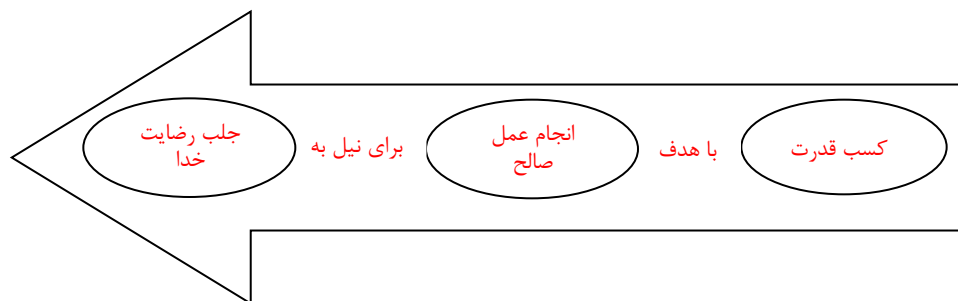 کسب قدرت
با هدف
انجام عمل
صالح
برای نیل به
جلب رضایت
خدا